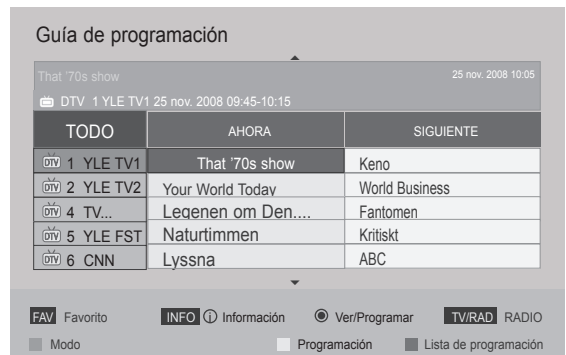 Guía de programación
That '70s show 25 nov. 2008 10:05
DTV 1 YLE TV1 25 nov. 2008 09:45-10:15
TODO AHORA SIGUIENTE
DTV 1 YLE TV1 That '70s show Keno
DTV 2 YLE TV2 Your World Today World Business
DTV 4 TV... Legenen om Den.... Fantomen
DTV 5 YLE FST Naturtimmen Kritiskt
DTV 6 CNN Lyssna ABC
FAV Favorito INFO i Información Ver/Programar TV/RAD RADIO
Modo Programación Lista de programación